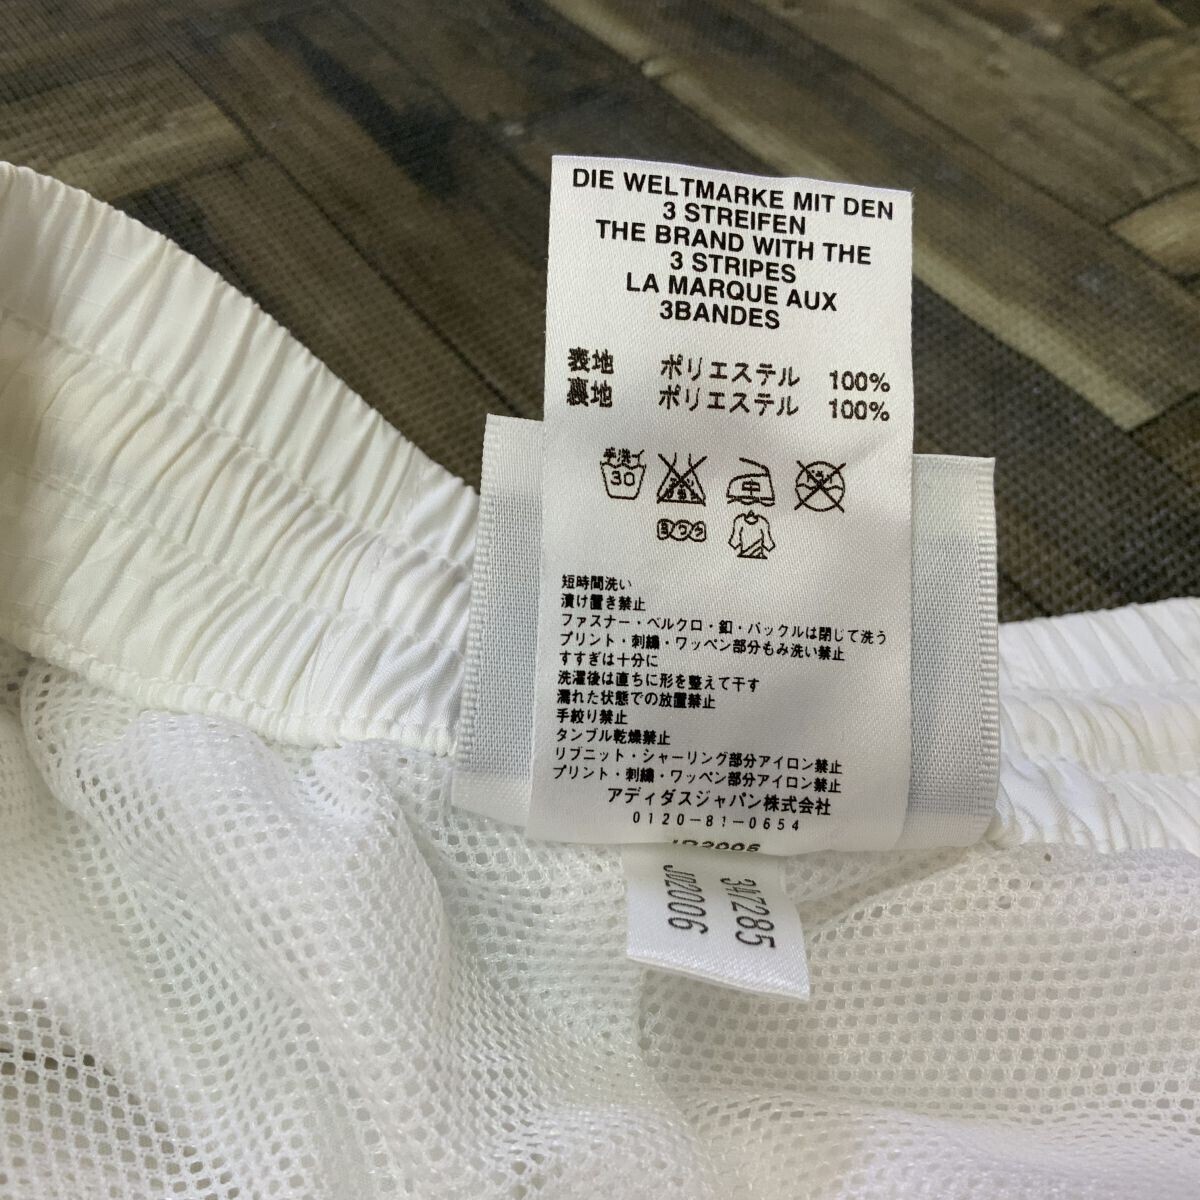 DIE WELTMARKE MIT DEN
3 STREIFEN
THE BRAND WITH THE
3 STRIPES
LA MARQUE AUX
3BANDES
表地 ポリエステル 100%
裏地 ポリエステル 100%
手洗イ
30
中
短時間洗い
漬け置き禁止
ファスナー・ベルクロ・釦・バックルは閉じて洗う
プリント・刺繍・ワッペン部分もみ洗い禁止
すすぎは十分に
洗濯後は直ちに形を整えて干す
濡れた状態での放置禁止
手絞り禁止
タンブル乾燥禁止
リブニット・シャーリング部分アイロン禁止
プリント・刺繍・ワッペン部分アイロン禁止
アディダスジャパン株式会社
0120-81-0654
347285
JD2006